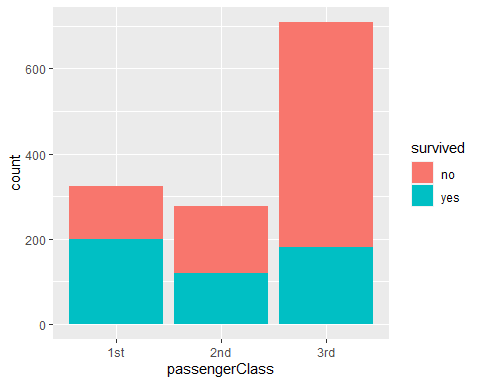 count
600
400
200
0
1st 2nd 3rd
passengerClass
survived
no
yes